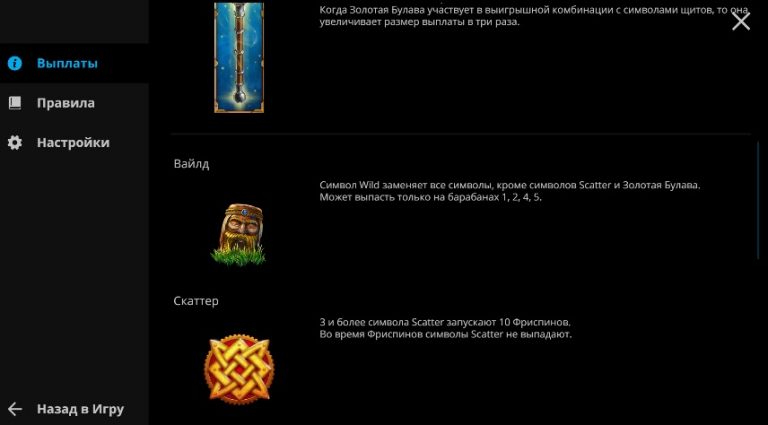 Когда Золотая Булава участвует в выигрышной комбинации с символами щитов, то она
увеличивает размер выплаты в три раза.
Выплаты
Правила
Настройки
Вайлд
Символ Wild заменяет все символы, кроме символов Scatter и Золотая Булава.
Может выпасть только на барабанах 1, 2, 4, 5.
Скаттер
3 и более символа Scatter запускают 10 Фриспинов.
Во время Фриспинов символы Scatter не выпадают.
Назад в Игру